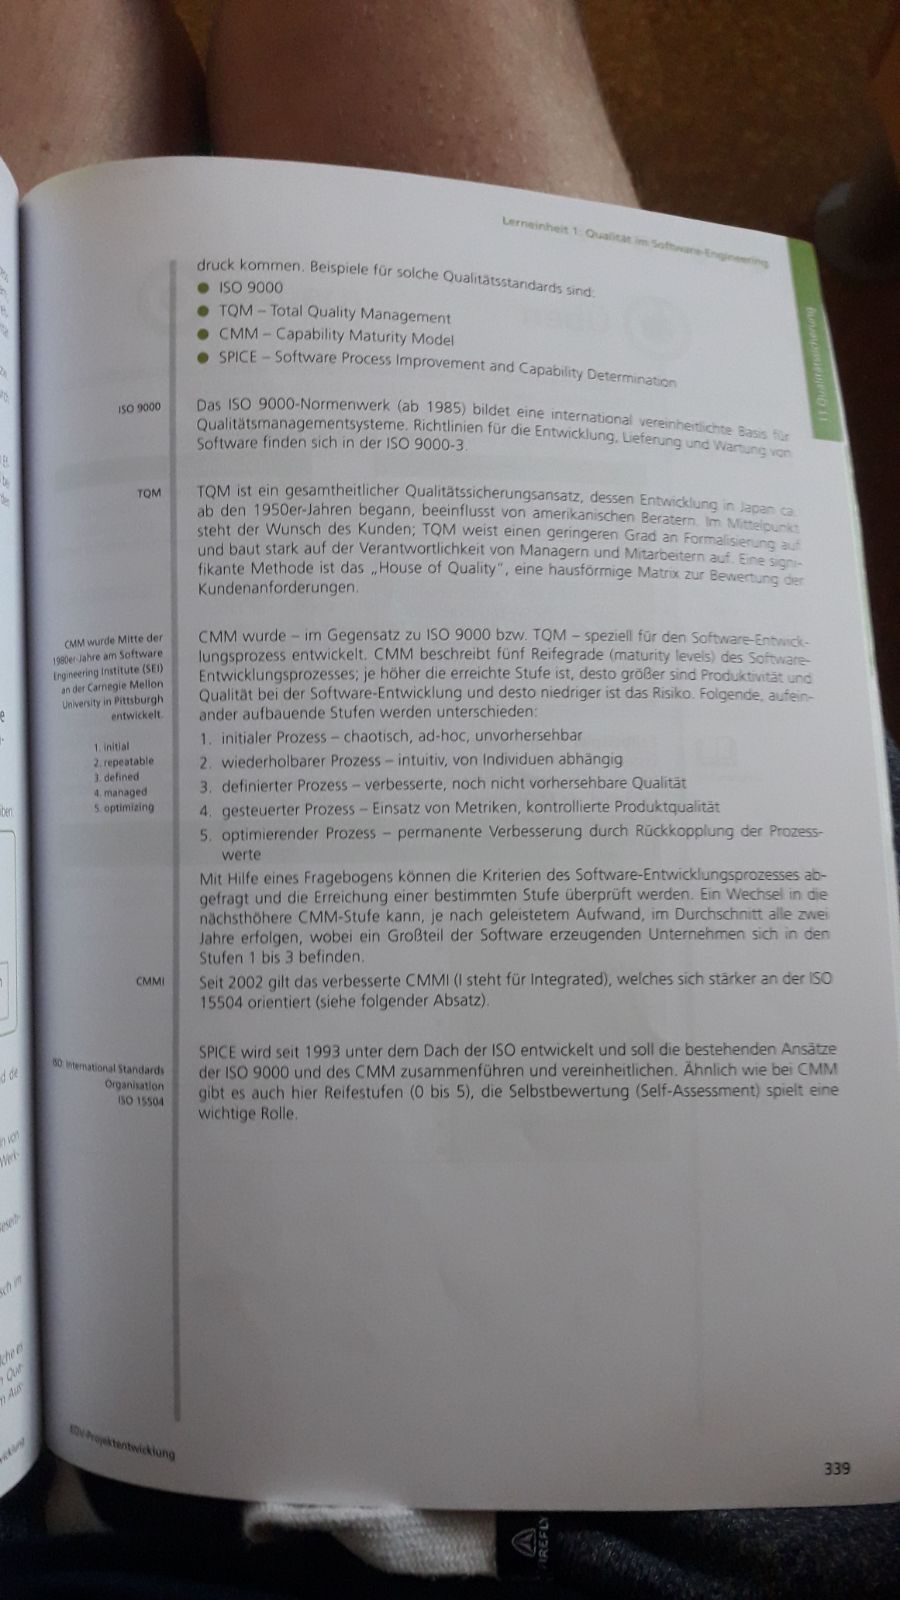 Lerneinheit 1: Qualität im Software-Engineering
11 Qualitätssicherung
druck kommen. Beispiele für solche Qualitätsstandards sind:
● ISO 9000
● TQM – Total Quality Management
● CMM – Capability Maturity Model
● SPICE – Software Process Improvement and Capability Determination
ISO 9000
Das ISO 9000-Normenwerk (ab 1985) bildet eine international vereinheitlichte Basis für
Qualitätsmanagementsysteme. Richtlinien für die Entwicklung, Lieferung und Wartung von
Software finden sich in der ISO 9000-3.
TQM
TQM ist ein gesamtheitlicher Qualitätssicherungsansatz, dessen Entwicklung in Japan ca.
ab den 1950er-Jahren begann, beeinflusst von amerikanischen Beratern. Im Mittelpunkt
steht der Wunsch des Kunden; TQM weist einen geringeren Grad an Formalisierung auf
und baut stark auf der Verantwortlichkeit von Managern und Mitarbeitern auf. Eine signi-
fikante Methode ist das „House of Quality“, eine hausförmige Matrix zur Bewertung der
Kundenanforderungen.
CMM wurde Mitte der
1980er-Jahre am Software
Engineering Institute (SEI)
an der Carnegie Mellon
University in Pittsburgh
entwickelt.
1. initial
2. repeatable
3. defined
4. managed
5. optimizing
CMM wurde – im Gegensatz zu ISO 9000 bzw. TQM – speziell für den Software-Entwick-
lungsprozess entwickelt. CMM beschreibt fünf Reifegrade (maturity levels) des Software-
Entwicklungsprozesses; je höher die erreichte Stufe ist, desto größer sind Produktivität und
Qualität bei der Software-Entwicklung und desto niedriger ist das Risiko. Folgende, aufein-
ander aufbauende Stufen werden unterschieden:
1. initialer Prozess – chaotisch, ad-hoc, unvorhersehbar
2. wiederholbarer Prozess – intuitiv, von Individuen abhängig
3. definierter Prozess – verbesserte, noch nicht vorhersehbare Qualität
4. gesteuerter Prozess – Einsatz von Metriken, kontrollierte Produktqualität
5. optimierender Prozess – permanente Verbesserung durch Rückkopplung der Prozess-
werte
Mit Hilfe eines Fragebogens können die Kriterien des Software-Entwicklungsprozesses ab-
gefragt und die Erreichung einer bestimmten Stufe überprüft werden. Ein Wechsel in die
nächsthöhere CMM-Stufe kann, je nach geleistetem Aufwand, im Durchschnitt alle zwei
Jahre erfolgen, wobei ein Großteil der Software erzeugenden Unternehmen sich in den
Stufen 1 bis 3 befinden.
CMMI
Seit 2002 gilt das verbesserte CMMI (I steht für Integrated), welches sich stärker an der ISO
15504 orientiert (siehe folgender Absatz).
International Standards
Organisation
ISO 15504
SPICE wird seit 1993 unter dem Dach der ISO entwickelt und soll die bestehenden Ansätze
der ISO 9000 und des CMM zusammenführen und vereinheitlichen. Ähnlich wie bei CMM
gibt es auch hier Reifestufen (0 bis 5), die Selbstbewertung (Self-Assessment) spielt eine
wichtige Rolle.
EDV-Projektentwicklung
339